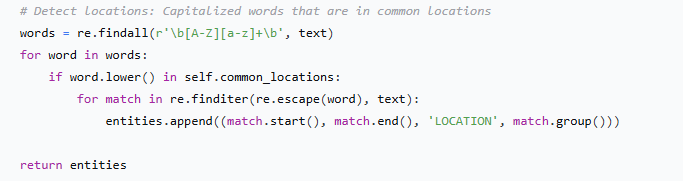 # Detect locations: Capitalized words that are in common locations
words = re.findall(r'\b[A-Z][a-z]+\b', text)
for word in words:
    if word.lower() in self.common_locations:
        for match in re.finditer(re.escape(word), text):
            entities.append((match.start(), match.end(), 'LOCATION', match.group()))
return entities